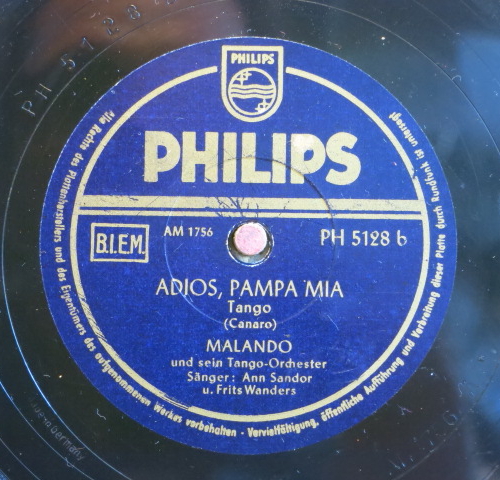 PH 5128
PHILIPS
PHILIPS
B.I.E.M.
AM 1756
PH 5128 b
ADIOS, PAMPA MIA
Tango
(Canaro)
MALANDO
und sein Tango-Orchester
Sänger: Ann Sandor
u. Frits Wanders
Alle Rechte des Plattenherstellers und des Eigentümers des aufgenommenen Werkes vorbehalten - Vervielfältigung, öffentliche Aufführung und Verbreitung dieser Platte durch Rundfunk ist untersagt